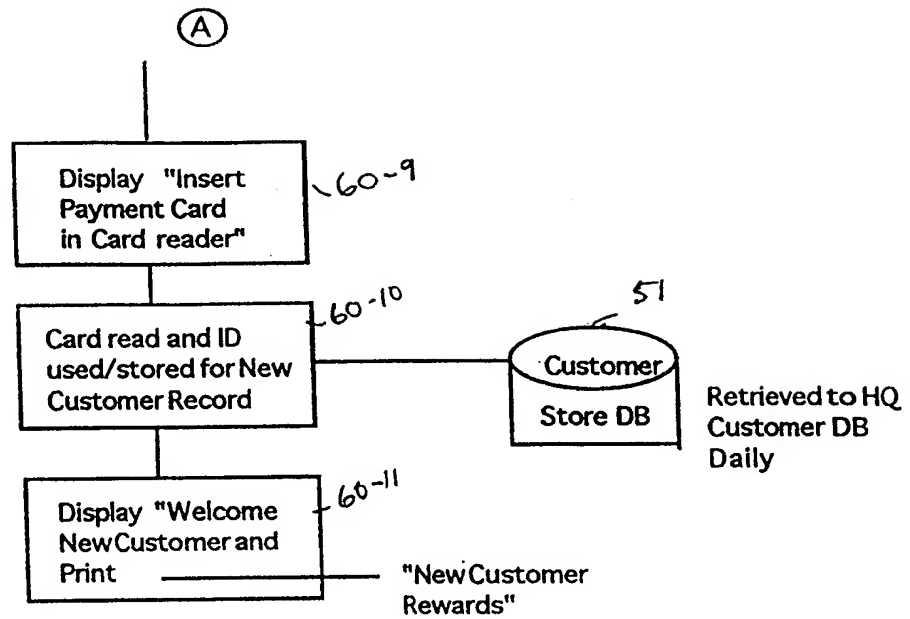 A
Display "Insert
Payment Card
in Card reader"
60-9
Card read and ID
used/stored for New
Customer Record
60-10
51
Customer
Store DB
Retrieved to HQ
Customer DB
Daily
Display "Welcome
New Customer and
Print
60-11
"New Customer
Rewards"